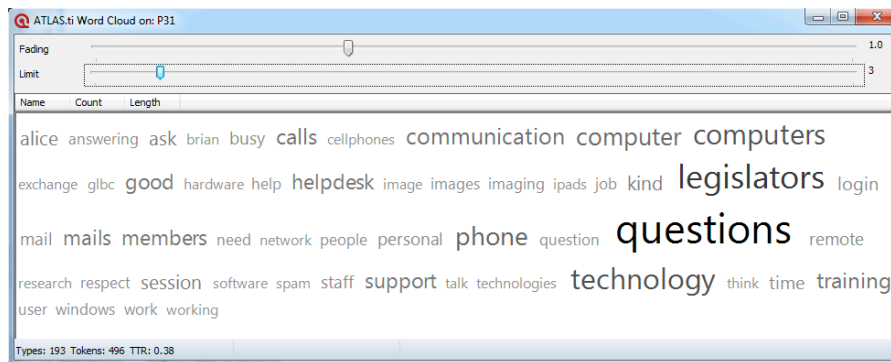 ATLAS.ti Word Cloud on: P31
Fading 1.0
Limit 3
Name Count Length
alice answering ask brian busy calls cellphones communication computer computers
exchange glbc good hardware help helpdesk image images imaging ipads job kind legislators login
mail mails members need network people personal phone question questions remote
research respect session software spam staff support talk technologies technology think time training
user windows work working
Types: 193 Tokens: 496 TTR: 0.38